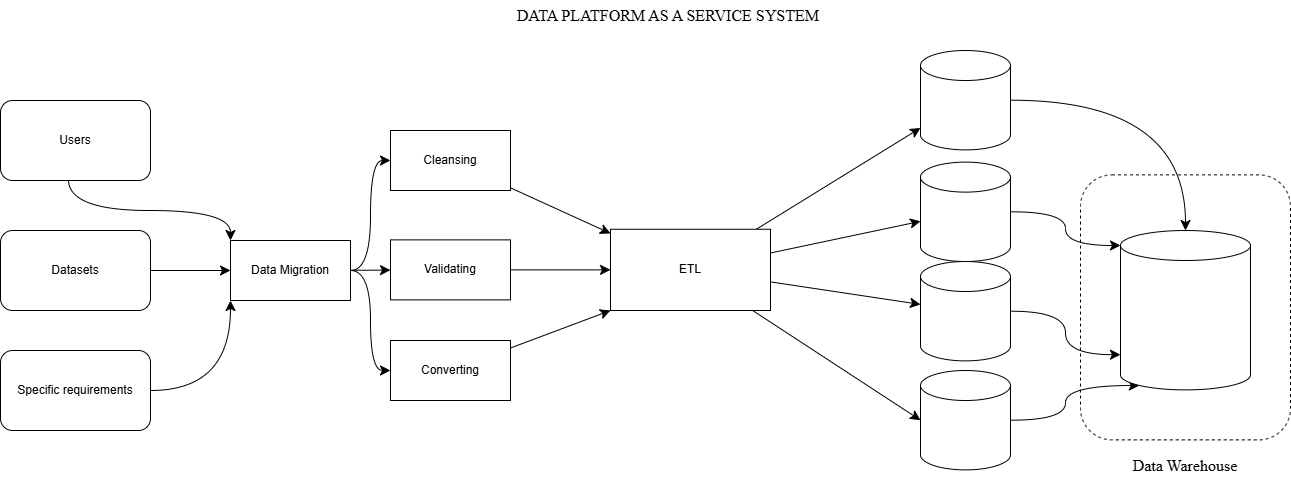 DATA PLATFORM AS A SERVICE SYSTEM
Users
Datasets
Specific requirements
Data Migration
Cleansing
Validating
Converting
ETL
Data Warehouse